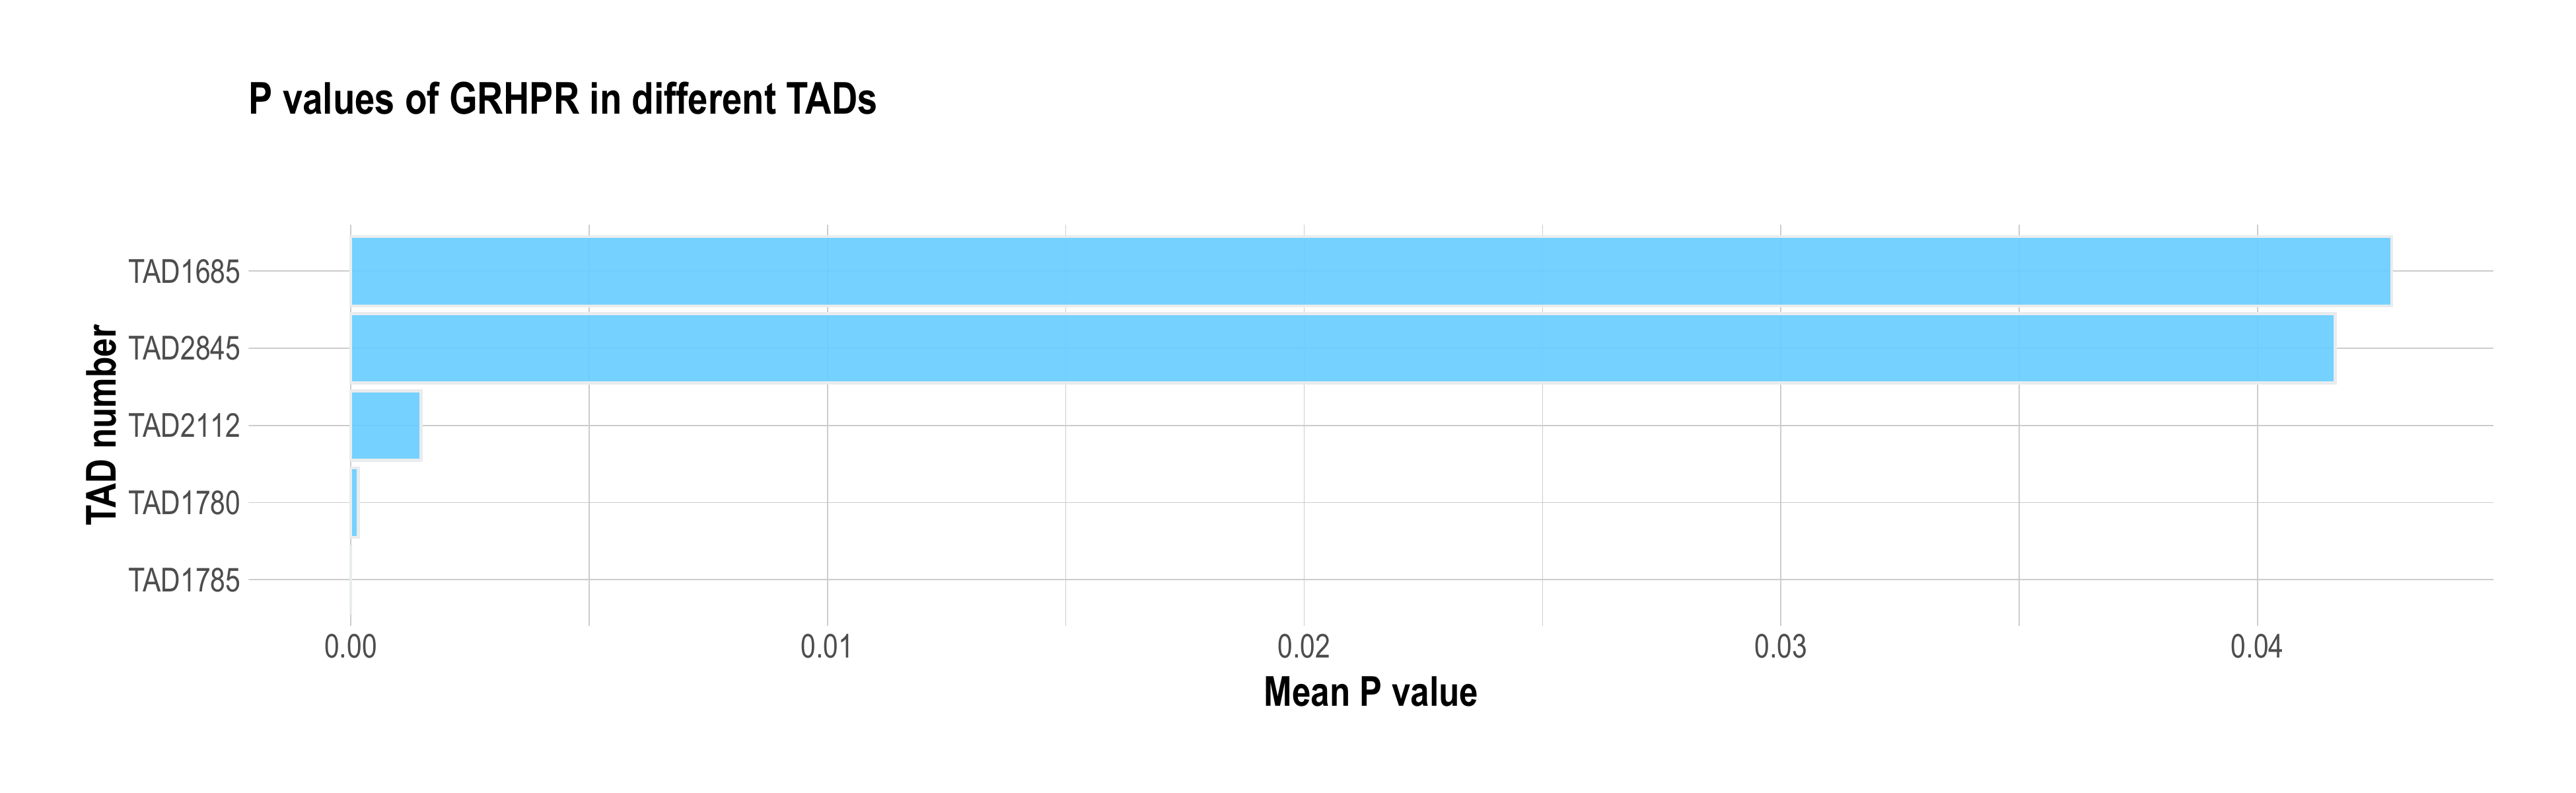 P values of GRHPR in different TADs
TAD number
TAD1685
TAD2845
TAD2112
TAD1780
TAD1785
0.00 0.01 0.02 0.03 0.04
Mean P value